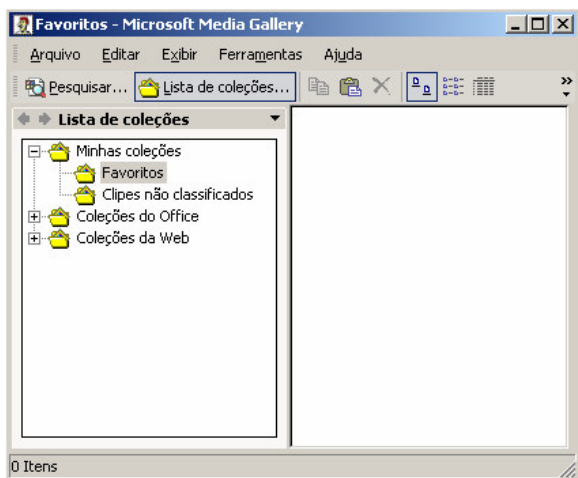 Favoritos - Microsoft Media Gallery
Arquivo Editar Exibir Ferramentas Ajuda
Pesquisar... Lista de coleções...
Lista de coleções
Minhas coleções
Favoritos
Clipes não classificados
Coleções do Office
Coleções da Web
0 Itens